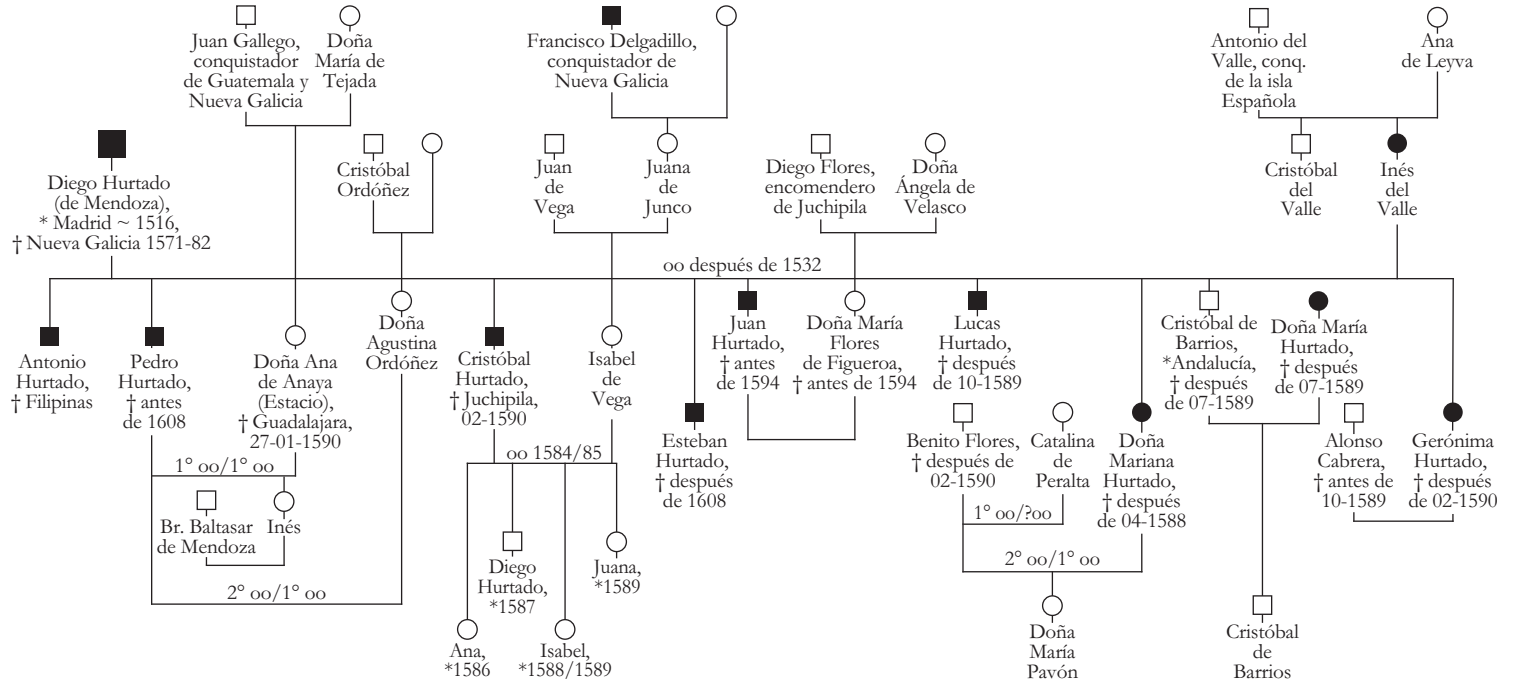 Juan Gallego,
conquistador
de Guatemala y
Nueva Galicia
Doña
María de
Tejada
Francisco Delgadillo,
conquistador de
Nueva Galicia
Antonio del
Valle, conq.
de la isla
Española
Ana
de Leyva
Diego Hurtado
(de Mendoza),
* Madrid ~ 1516,
† Nueva Galicia 1571-82
Cristóbal
Ordóñez
Juan
de
Vega
Juana
de
Junco
Diego Flores,
encomendero
de Juchipila
Doña
Ángela de
Velasco
Cristóbal
del
Valle
Inés
del
Valle
oo después de 1532
Antonio
Hurtado,
† Filipinas
Pedro
Hurtado,
† antes
de 1608
Doña Ana
de Anaya
(Estacio),
† Guadalajara,
27-01-1590
Doña
Agustina
Ordóñez
Cristóbal
Hurtado,
† Juchipila,
02-1590
Isabel
de
Vega
Esteban
Hurtado,
† después
de 1608
Juan
Hurtado,
† antes
de 1594
Doña María
Flores
de Figueroa,
† antes de 1594
Lucas
Hurtado,
† después
de 10-1589
Benito Flores,
† después de
02-1590
Catalina
de
Peralta
Doña
Mariana
Hurtado,
† después
de 04-1588
Cristóbal de
Barrios,
*Andalucía,
† después
de 07-1589
Doña María
Hurtado,
† después
de 07-1589
Alonso
Cabrera,
† antes de
10-1589
Gerónima
Hurtado,
† después
de 02-1590
1° oo/1° oo
oo 1584/85
1° oo/?oo
Br. Baltasar
de Mendoza
Inés
2° oo/1° oo
Diego
Hurtado,
*1587
Juana,
*1589
2° oo/1° oo
Ana,
*1586
Isabel,
*1588/1589
Doña
María
Pavón
Cristóbal
de
Barrios